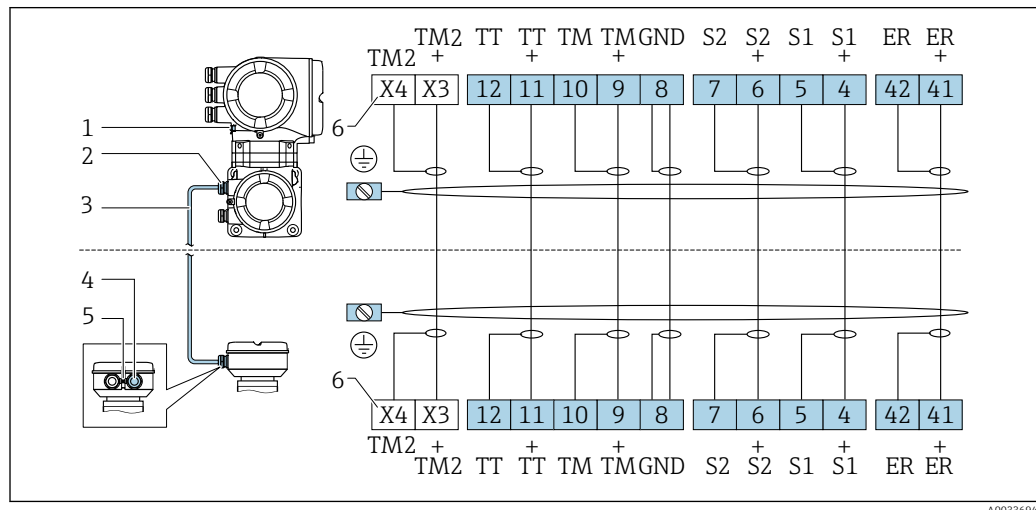 TM2 TT TT TM TM GND S2 S2 S1 S1 ER ER
+ + + + + +
TM2
X4 X3 12 11 10 9 8 7 6 5 4 42 41
1
6
2
3
4
5
6
X4 X3 12 11 10 9 8 7 6 5 4 42 41
TM2 + + + + + +
TM2 TT TT TM TM GND S2 S2 S1 S1 ER ER